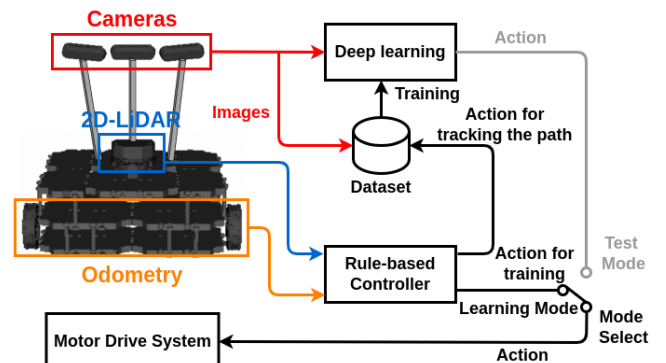 Cameras
Deep learning
Action
2D-LiDAR
Images
Training
Action for
tracking the path
Dataset
Odometry
Rule-based
Controller
Action for
training
Test
Mode
Learning Mode
Mode
Select
Motor Drive System
Action